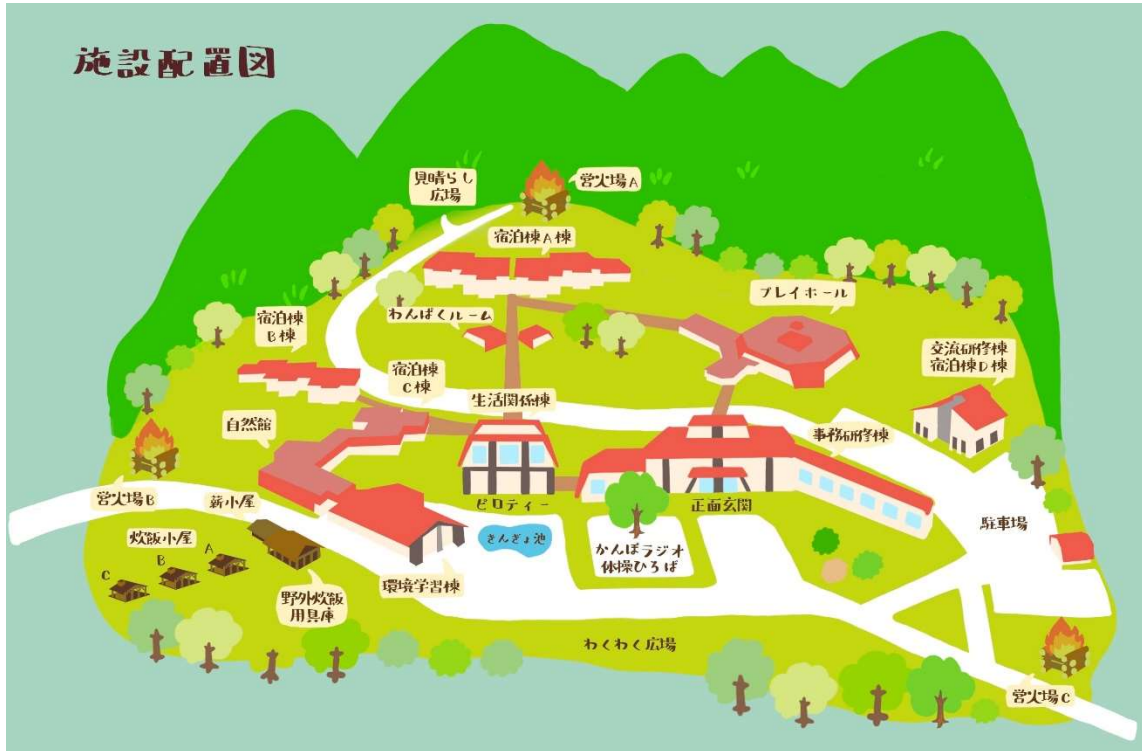 施設配置図
見晴らし
広場
営火場A
宿泊棟A棟
プレイホール
わんぱくルーム
宿泊棟
B棟
宿泊棟
C棟
生活関係棟
交流研修棟
宿泊棟D棟
自然館
事務研修棟
営火場B
薪小屋
ピロティー
正面玄関
駐車場
炊飯小屋
A
B
C
きんぎょ池
かんぽラジオ
体操ひろば
環境学習棟
野外炊飯
用具庫
わくわく広場
営火場C